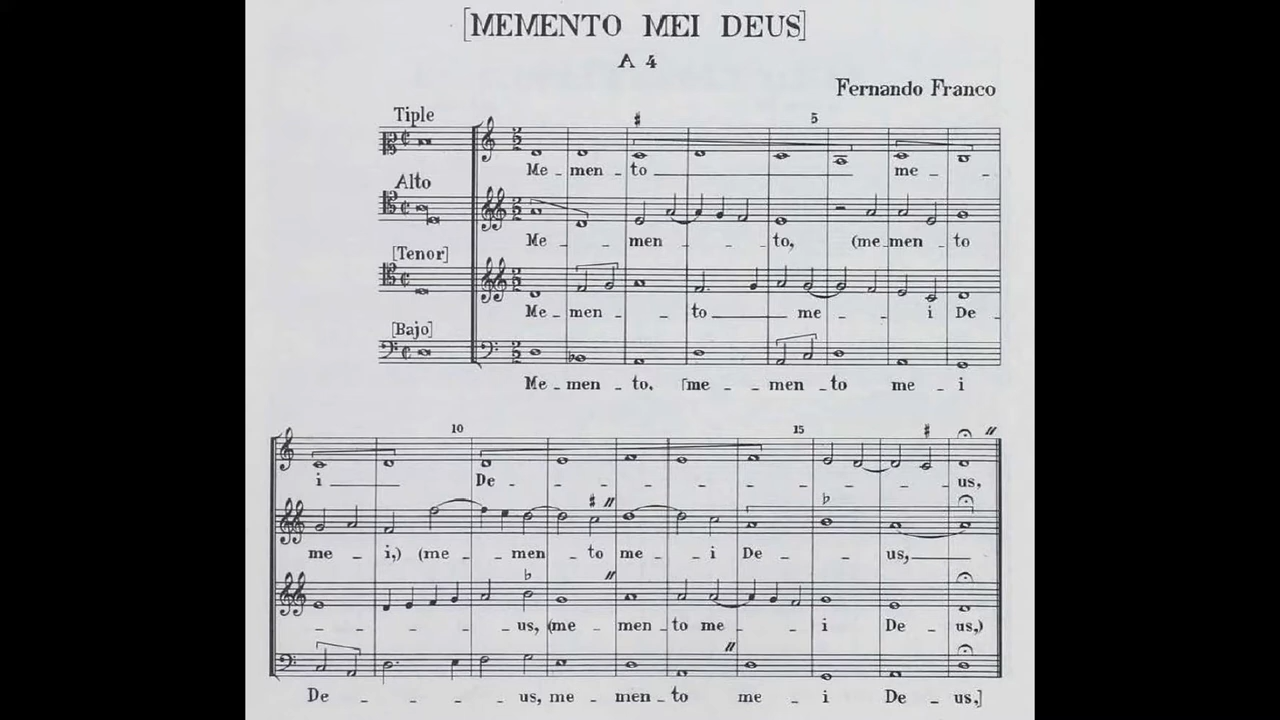 [MEMENTO MEI DEUS]
A 4
Fernando Franco
Tiple
5
Me - men - to me - -
Alto
Me - - men - - to, (me - men - to
[Tenor]
Me - men - - to me - - i De -
[Bajo]
Me - men - to, [me - - men - to me - i
10 15
i De - - - - - - - us,
me - i,) (me - - men - to me - i De - - us,
- - - - us, (me - men - to me - - i De - us,)
De - - - - us, me - men - to me - i De - us,]